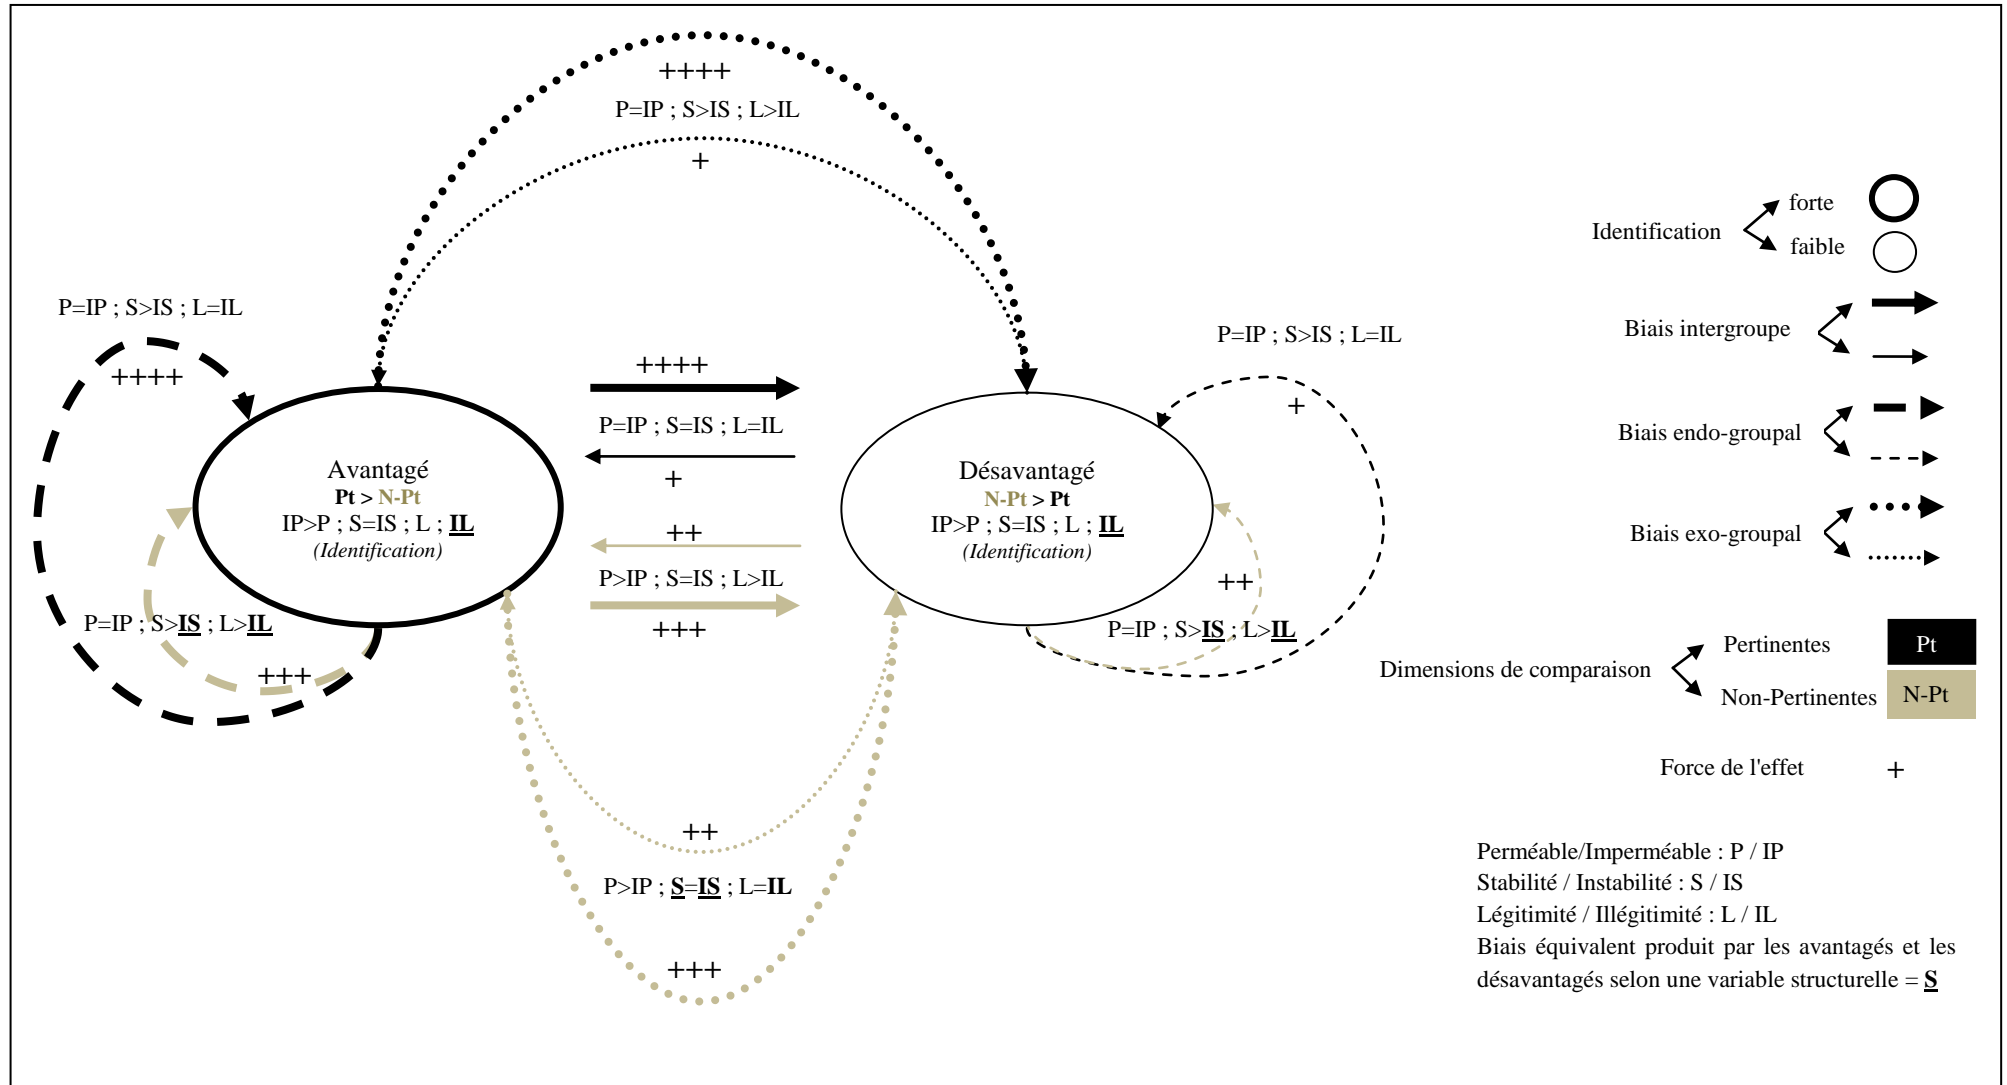 ++++
P=IP ; S>IS ; L>IL
+
P=IP ; S>IS ; L=IL
++++
++++
P=IP ; S=IS ; L=IL
+
++
P>IP ; S=IS ; L>IL
+++
P=IP ; S>IS ; L=IL
+
Avantagé
Pt > N-Pt
IP>P ; S=IS ; L ; IL
(Identification)
Désavantagé
N-Pt > Pt
IP>P ; S=IS ; L ; IL
(Identification)
P=IP ; S>IS ; L>IL
+++
++
P=IP ; S>IS ; L>IL
++
P>IP ; S=IS ; L=IL
+++
Identification
forte
faible
Biais intergroupe
Biais endo-groupal
Biais exo-groupal
Dimensions de comparaison
Pertinentes
Pt
Non-Pertinentes
N-Pt
Force de l'effet
+
Perméable/Imperméable : P / IP
Stabilité / Instabilité : S / IS
Légitimité / Illégitimité : L / IL
Biais équivalent produit par les avantagés et les
désavantagés selon une variable structurelle = S